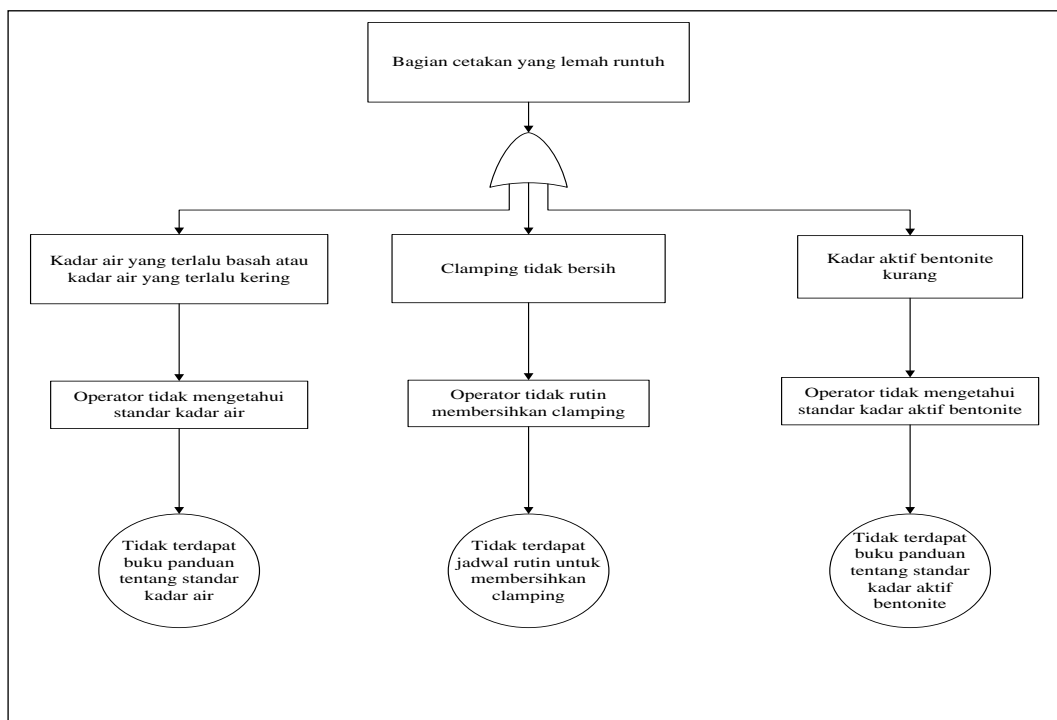 Bagian cetakan yang lemah runtuh
Kadar air yang terlalu basah atau
kadar air yang terlalu kering
Clamping tidak bersih
Kadar aktif bentonite
kurang
Operator tidak mengetahui
standar kadar air
Operator tidak rutin
membersihkan clamping
Operator tidak mengetahui
standar kadar aktif bentonite
Tidak terdapat
buku panduan
tentang standar
kadar air
Tidak terdapat
jadwal rutin untuk
membersihkan
clamping
Tidak terdapat
buku panduan
tentang standar
kadar aktif
bentonite